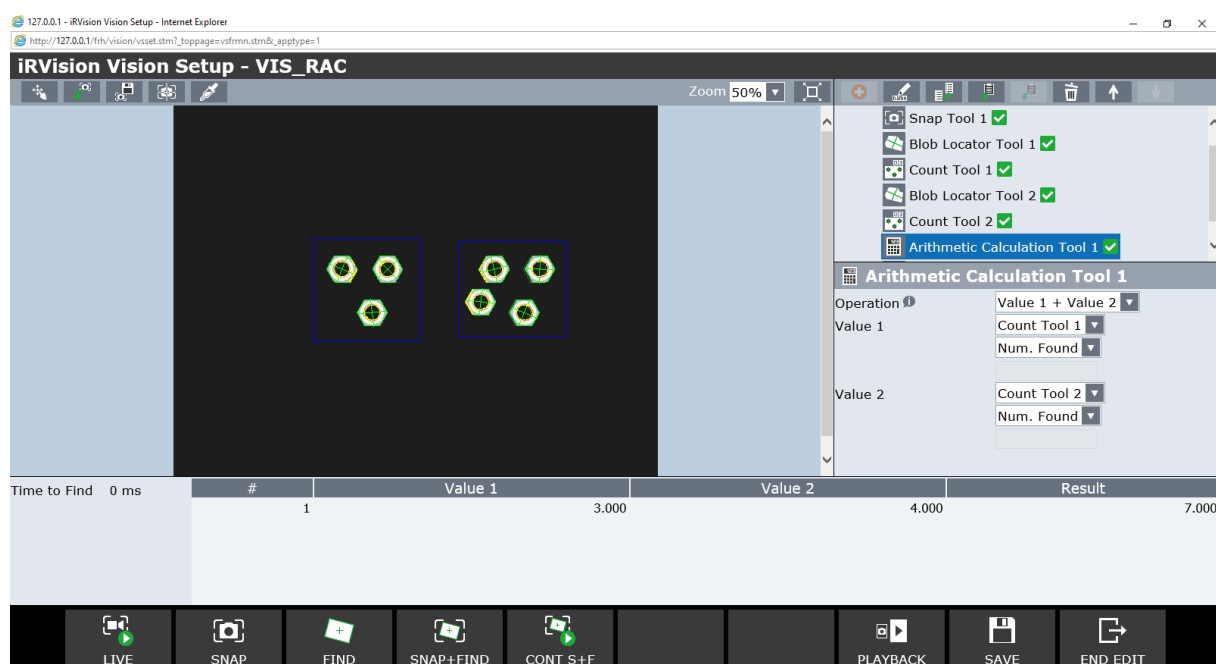 127.0.0.1 - iRVision Vision Setup - Internet Explorer
http://127.0.0.1/frh/vision/vsset.stm?_toppage=vsfrmn.stm&_apptype=1
iRVision Vision Setup - VIS_RAC
Zoom 50%
Snap Tool 1
Blob Locator Tool 1
Count Tool 1
Blob Locator Tool 2
Count Tool 2
Arithmetic Calculation Tool 1
Arithmetic Calculation Tool 1
Operation Value 1 + Value 2
Value 1 Count Tool 1
Num. Found
Value 2 Count Tool 2
Num. Found
Time to Find 0 ms # Value 1 Value 2 Result
1 3.000 4.000 7.000
LIVE SNAP FIND SNAP+FIND CONT S+F PLAYBACK SAVE END EDIT